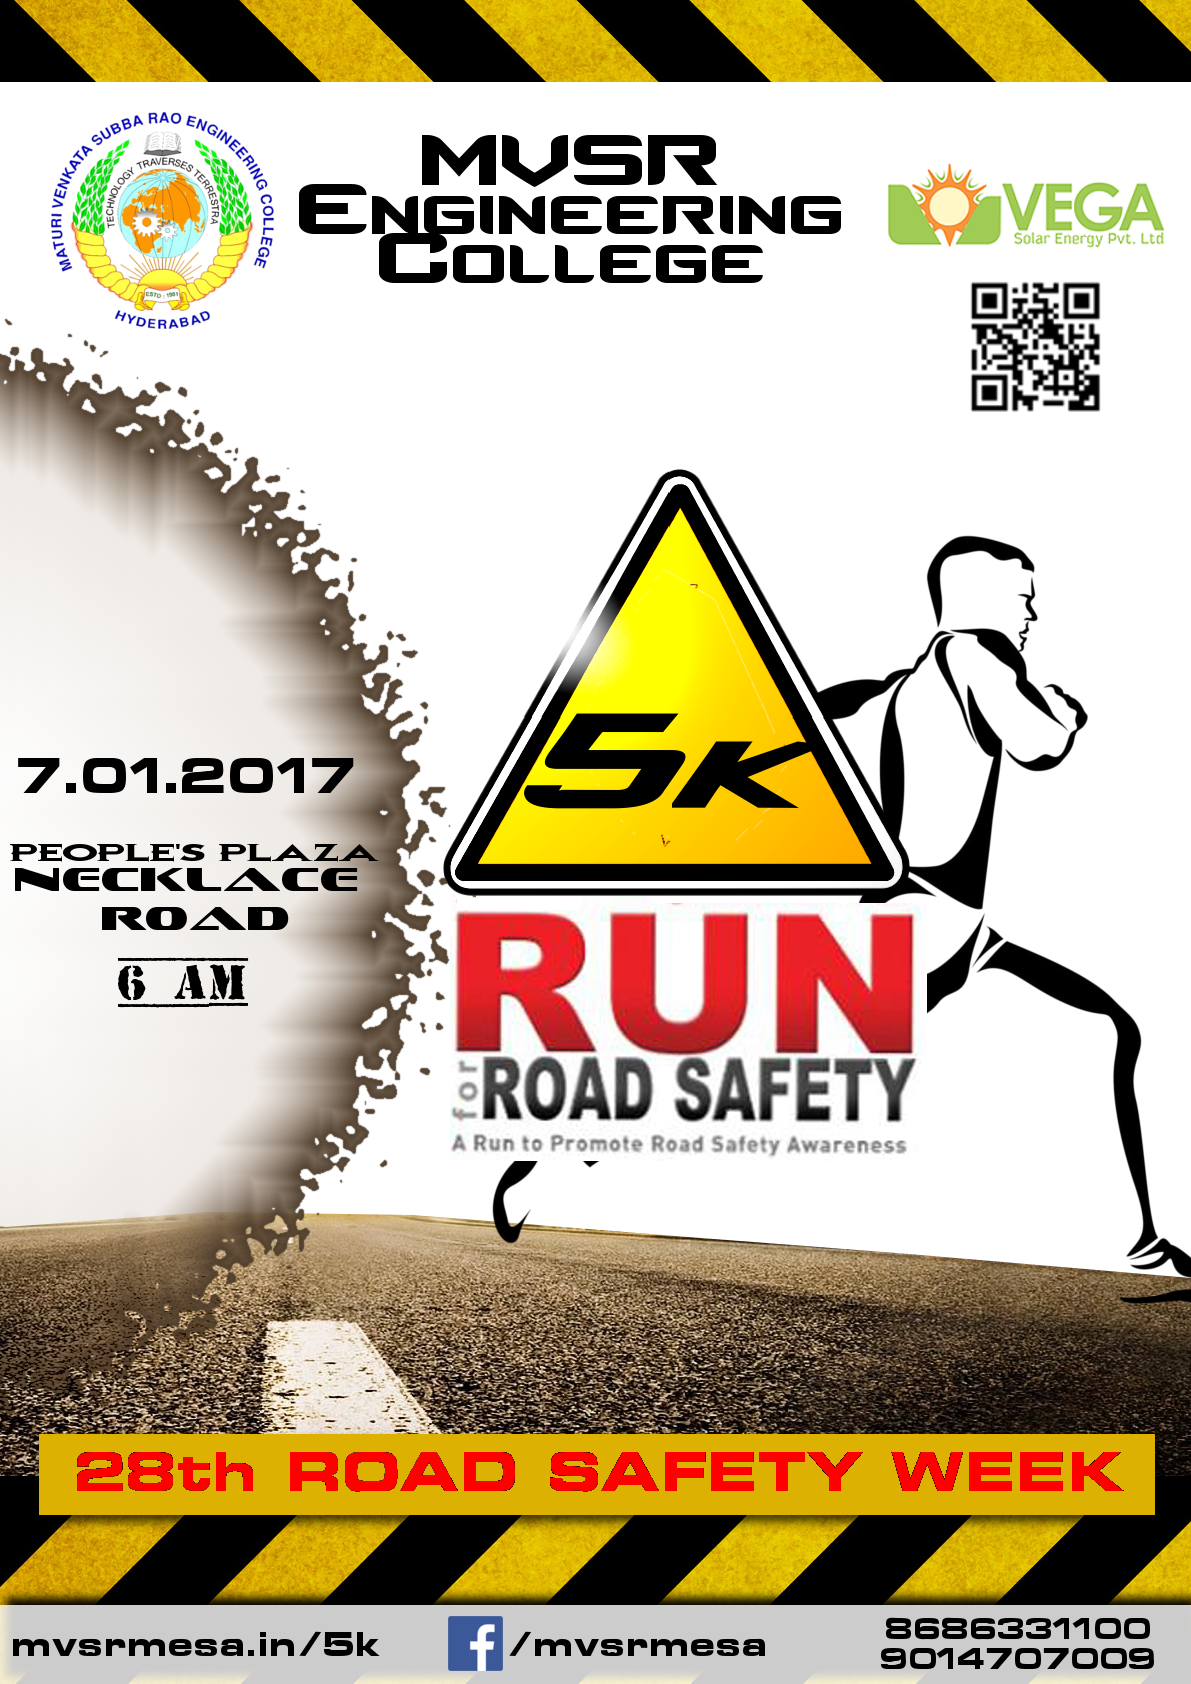 MATURI VENKATA SUBBA RAO ENGINEERING COLLEGE
TECHNOLOGY TRAVERSES TERRESTRA
ESTD : 1981
HYDERABAD
MVSR
ENGINEERING
COLLEGE
VEGA
Solar Energy Pvt. Ltd
5K
7.01.2017
PEOPLE'S PLAZA
NECKLACE
ROAD
6 AM
RUN
for ROAD SAFETY
A Run to Promote Road Safety Awareness
28th ROAD SAFETY WEEK
mvsrmesa.in/5k
f /mvsrmesa
8686331100
9014707009